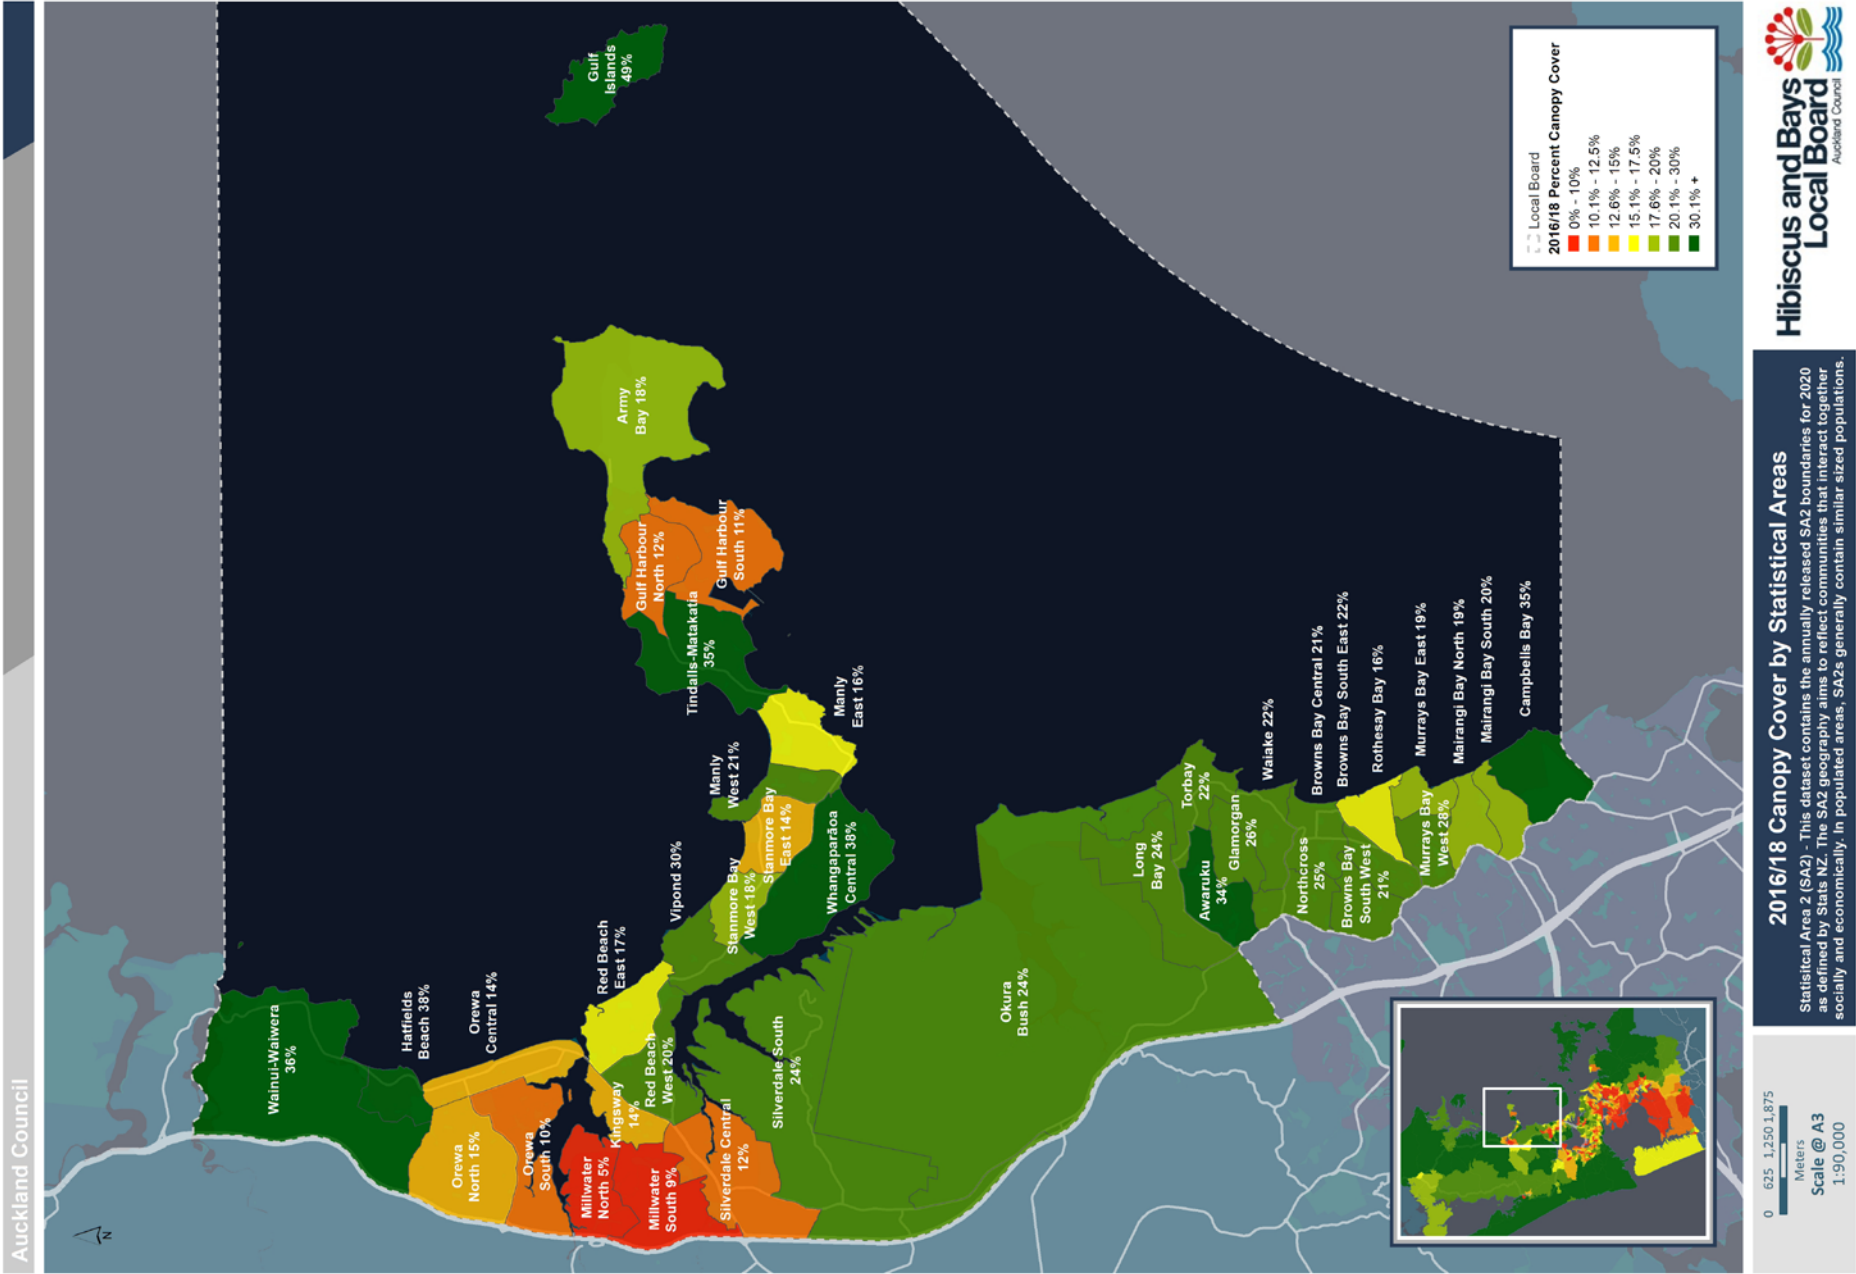 Auckland Council
N
Gulf
Islands
49%
Army
Bay 18%
Gulf Harbour
North 12%
Gulf Harbour
South 11%
Tindalls-Matakatia
35%
Manly
East 16%
Manly
West 21%
Stanmore Bay
East 14%
Whangaparāoa
Central 38%
Stanmore Bay
West 18%
Vipond 30%
Red Beach
East 17%
Red Beach
West 20%
Kingsway
14%
Wainui-Waiwera
36%
Hatfields
Beach 38%
Orewa
Central 14%
Orewa
North 15%
Orewa
South 10%
Millwater
North 5%
Millwater
South 9%
Silverdale Central
12%
Silverdale South
24%
Okura
Bush 24%
Long
Bay 24%
Torbay
22%
Awaruku
34%
Glamorgan
26%
Waiake 22%
Northcross
25%
Browns Bay Central 21%
Browns Bay South East 22%
Browns Bay
South West
21%
Rothesay Bay 16%
Murrays Bay East 19%
Murrays Bay
West 28%
Mairangi Bay North 19%
Mairangi Bay South 20%
Campbells Bay 35%
Local Board
2016/18 Percent Canopy Cover
0% - 10%
10.1% - 12.5%
12.6% - 15%
15.1% - 17.5%
17.6% - 20%
20.1% - 30%
30.1% +
0 625 1,250 1,875
Meters
Scale @ A3
1:90,000
2016/18 Canopy Cover by Statistical Areas
Statisitcal Area 2 (SA2) - This dataset contains the annually released SA2 boundaries for 2020
as defined by Stats NZ. The SA2 geography aims to reflect communities that interact together
socially and economically. In populated areas, SA2s generally contain similar sized populations.
Hibiscus and Bays
Local Board
Auckland Council